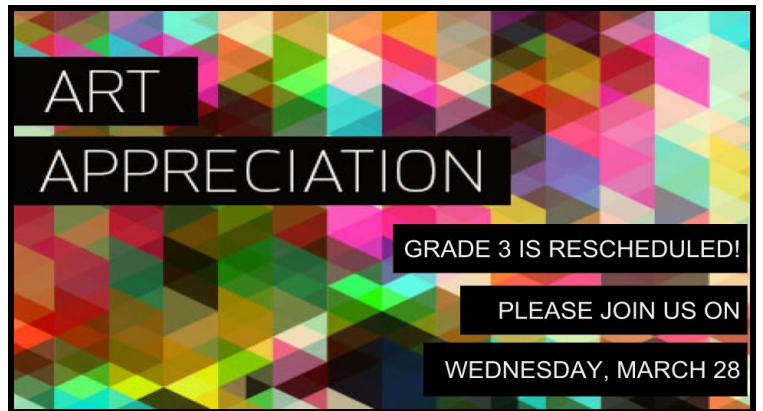 ART
APPRECIATION
GRADE 3 IS RESCHEDULED!
PLEASE JOIN US ON
WEDNESDAY, MARCH 28